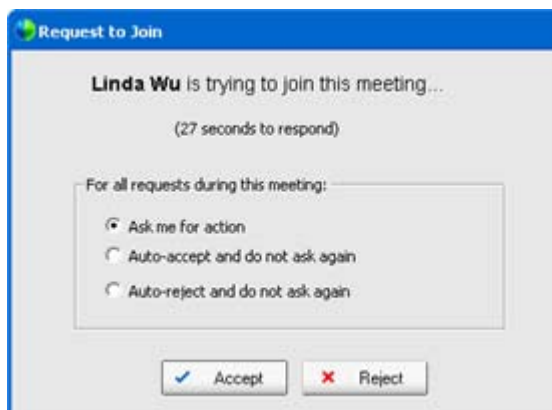 Request to Join
Linda Wu is trying to join this meeting...
(27 seconds to respond)
For all requests during this meeting:
Ask me for action
Auto-accept and do not ask again
Auto-reject and do not ask again
Accept Reject